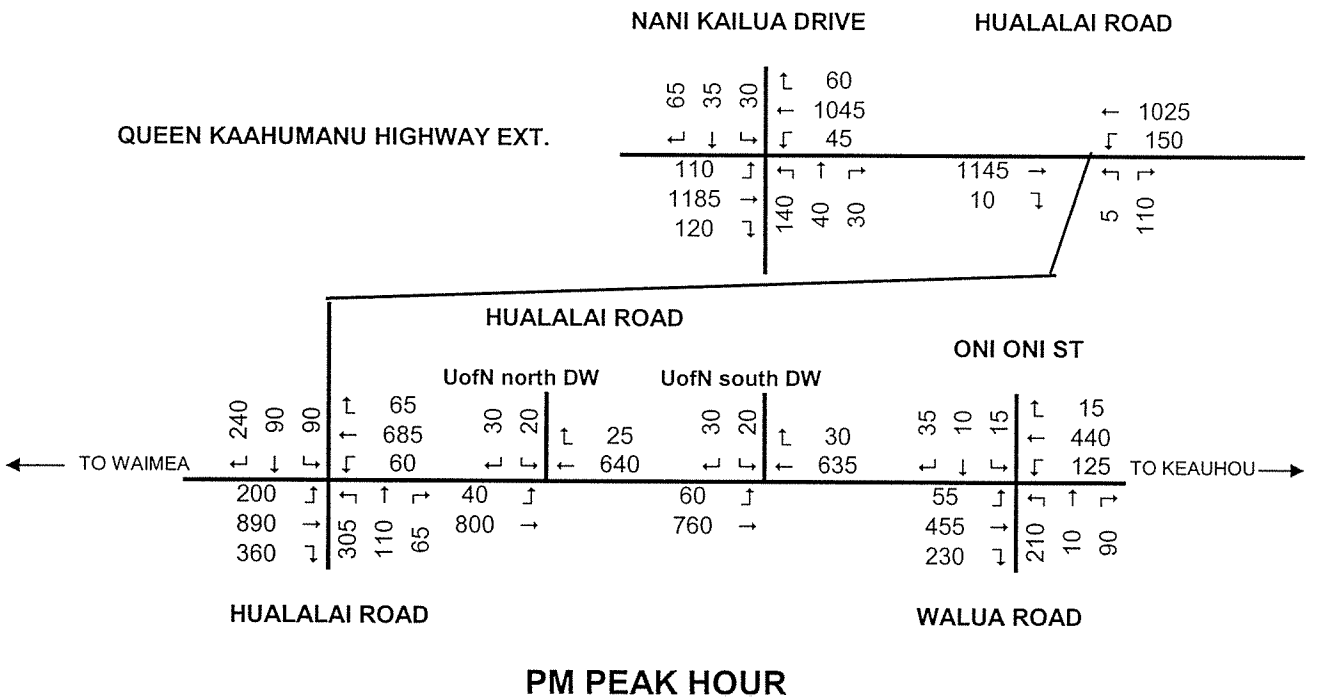 NANI KAILUA DRIVE HUALALAI ROAD
65 35 30 60
1045 1025
QUEEN KAAHUMANU HIGHWAY EXT. 45 150
110 1145
1185 140 40 30 10 5 110
120
HUALALAI ROAD
ONI ONI ST
UofN north DW UofN south DW
240 90 90 65 30 20 25 30 20 30 35 10 15 15
685 440
TO WAIMEA 60 640 635 125 TO KEAUHOU
200 40 60 55
890 305 110 65 800 760 455 210 10 90
360 230
HUALALAI ROAD WALUA ROAD
PM PEAK HOUR